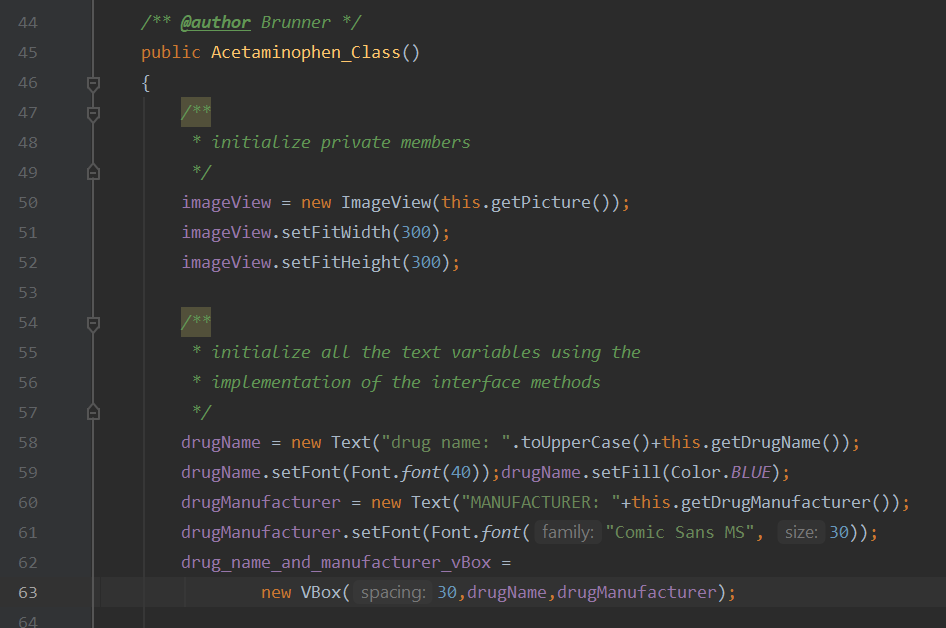 44 /** @author Brunner */
45 public Acetaminophen_Class()
46 {
47 /**
48 * initialize private members
49 */
50 imageView = new ImageView(this.getPicture());
51 imageView.setFitWidth(300);
52 imageView.setFitHeight(300);
53
54 /**
55 * initialize all the text variables using the
56 * implementation of the interface methods
57 */
58 drugName = new Text("drug name: ".toUpperCase()+this.getDrugName());
59 drugName.setFont(Font.font(40));drugName.setFill(Color.BLUE);
60 drugManufacturer = new Text("MANUFACTURER: "+this.getDrugManufacturer());
61 drugManufacturer.setFont(Font.font( family: "Comic Sans MS", size: 30));
62 drug_name_and_manufacturer_vBox =
63 new VBox( spacing: 30,drugName,drugManufacturer);
64